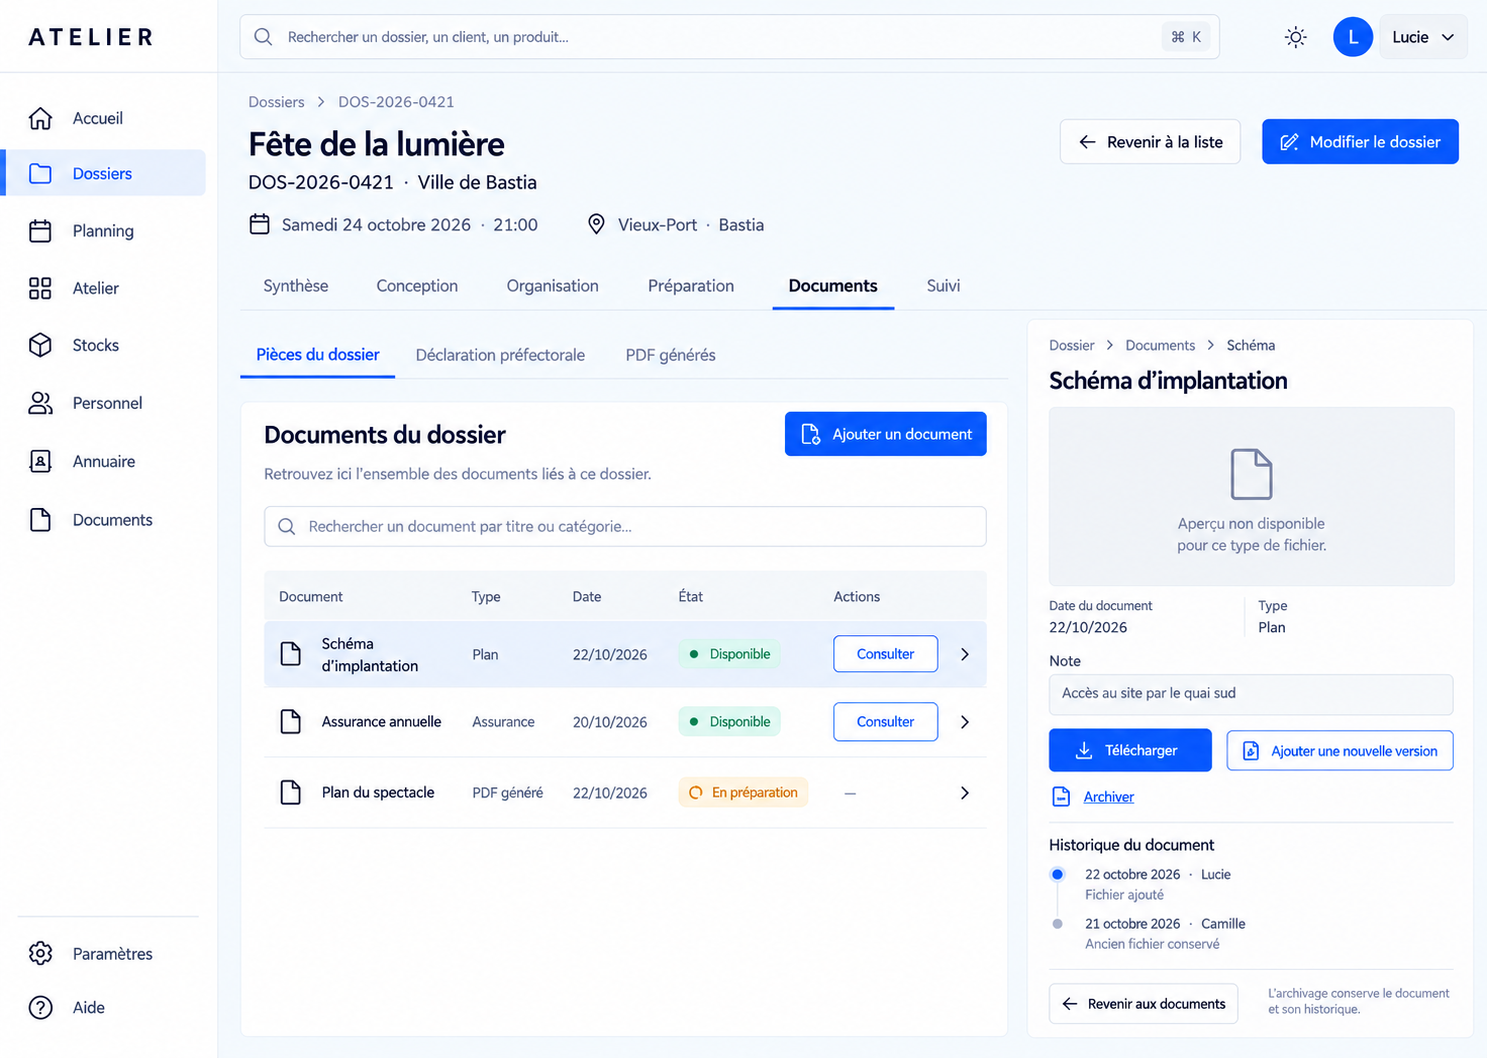 ATELIER
Rechercher un dossier, un client, un produit...
⌘ K
L
Lucie
Accueil
Dossiers
Planning
Atelier
Stocks
Personnel
Annuaire
Documents
Paramètres
Aide
Dossiers > DOS-2026-0421
Fête de la lumière
DOS-2026-0421 · Ville de Bastia
Samedi 24 octobre 2026 · 21:00
Vieux-Port · Bastia
Revenir à la liste
Modifier le dossier
Synthèse
Conception
Organisation
Préparation
Documents
Suivi
Pièces du dossier
Déclaration préfectorale
PDF générés
Documents du dossier
Ajouter un document
Retrouvez ici l’ensemble des documents liés à ce dossier.
Rechercher un document par titre ou catégorie...
Document Type Date État Actions
Schéma
d’implantation
Plan 22/10/2026 Disponible Consulter
Assurance annuelle Assurance 20/10/2026 Disponible Consulter
Plan du spectacle PDF généré 22/10/2026 En préparation —
Dossier > Documents > Schéma
Schéma d’implantation
Aperçu non disponible
pour ce type de fichier.
Date du document
22/10/2026
Type
Plan
Note
Accès au site par le quai sud
Télécharger
Ajouter une nouvelle version
Archiver
Historique du document
22 octobre 2026 · Lucie
Fichier ajouté
21 octobre 2026 · Camille
Ancien fichier conservé
Revenir aux documents
L’archivage conserve le document
et son historique.